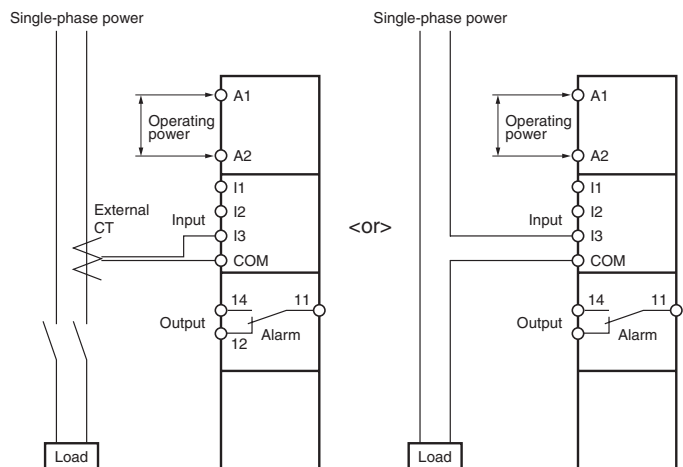 Single-phase power
A1
Operating
power
A2
I1
I2
External
CT
Input
I3
COM
14
11
Output
12
Alarm
Load
<or>
Single-phase power
A1
Operating
power
A2
I1
I2
Input
I3
COM
14
11
Output
Alarm
Load